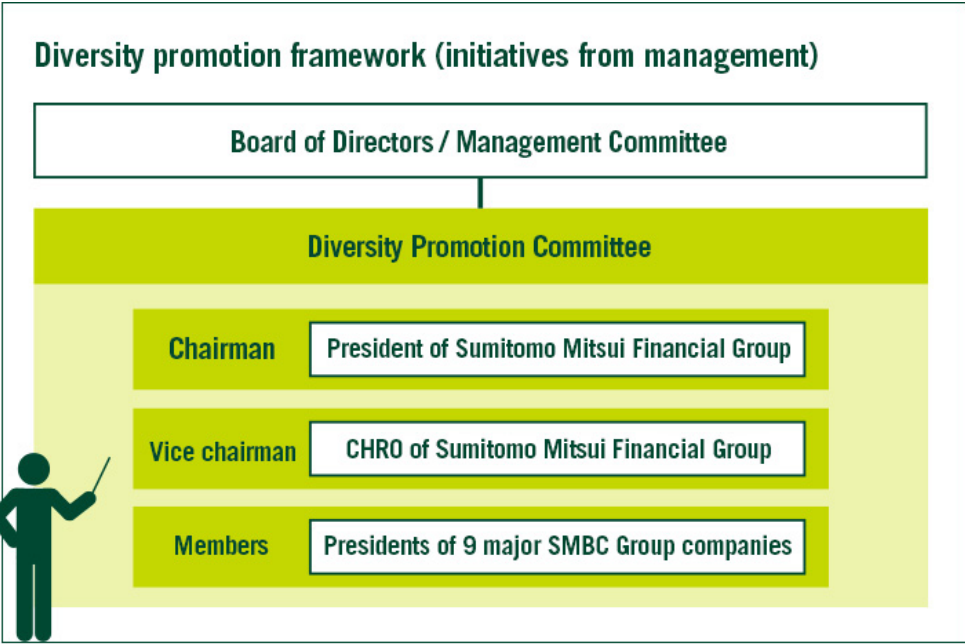 Diversity promotion framework (initiatives from management)
Board of Directors / Management Committee
Diversity Promotion Committee
Chairman
President of Sumitomo Mitsui Financial Group
Vice chairman
CHRO of Sumitomo Mitsui Financial Group
Members
Presidents of 9 major SMBC Group companies